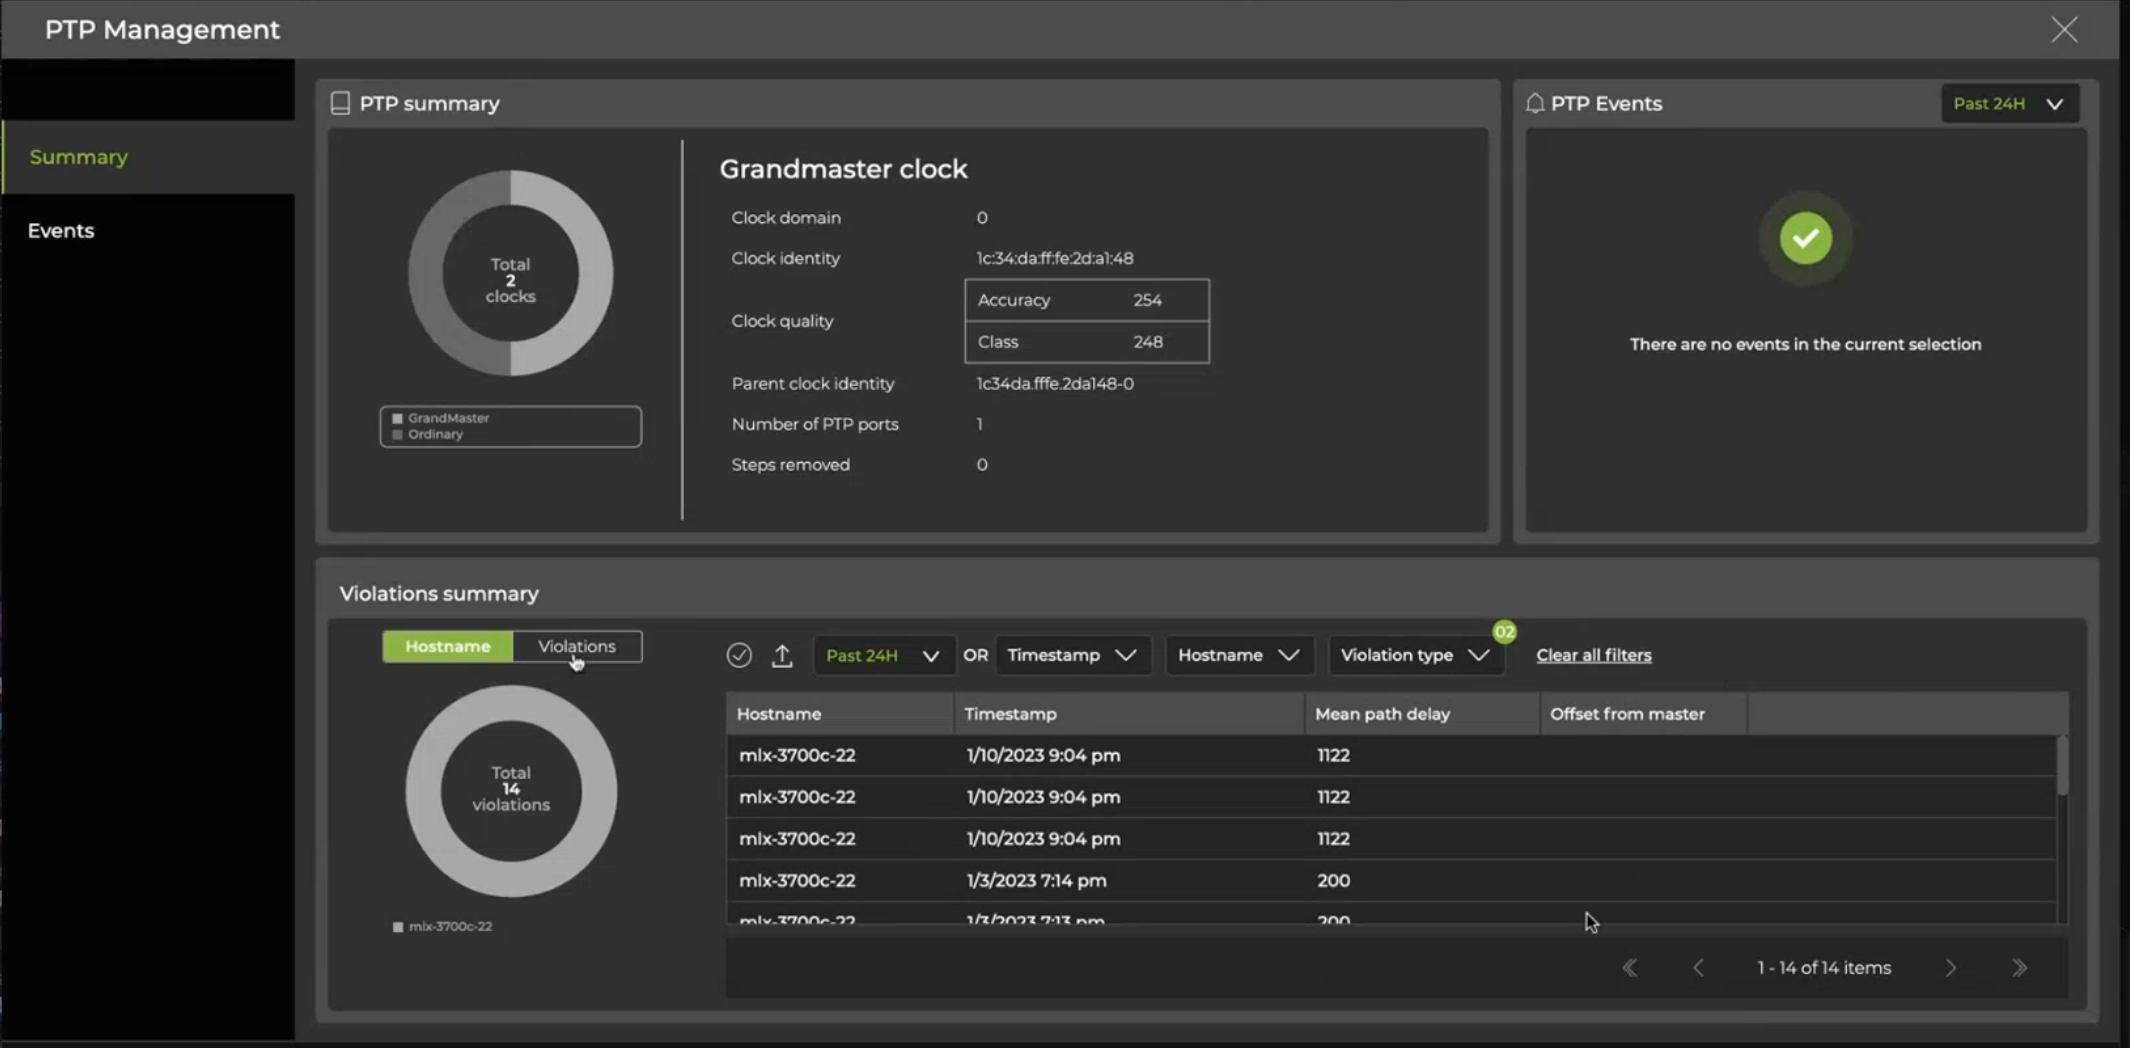 PTP Management
Summary
Events
PTP summary
Total
2
clocks
GrandMaster
Ordinary
Grandmaster clock
Clock domain 0
Clock identity 1c:34:da:ff:fe:2d:a1:48
Clock quality
Accuracy 254
Class 248
Parent clock identity 1c34da.fffe.2da148-0
Number of PTP ports 1
Steps removed 0
PTP Events Past 24H
There are no events in the current selection
Violations summary
Hostname Violations
Total
14
violations
mlx-3700c-22
Past 24H OR Timestamp Hostname Violation type 02 Clear all filters
Hostname Timestamp Mean path delay Offset from master
mlx-3700c-22 1/10/2023 9:04 pm 1122
mlx-3700c-22 1/10/2023 9:04 pm 1122
mlx-3700c-22 1/10/2023 9:04 pm 1122
mlx-3700c-22 1/3/2023 7:14 pm 200
mlx-3700c-22 1/3/2023 7:13 pm 200
1 - 14 of 14 items